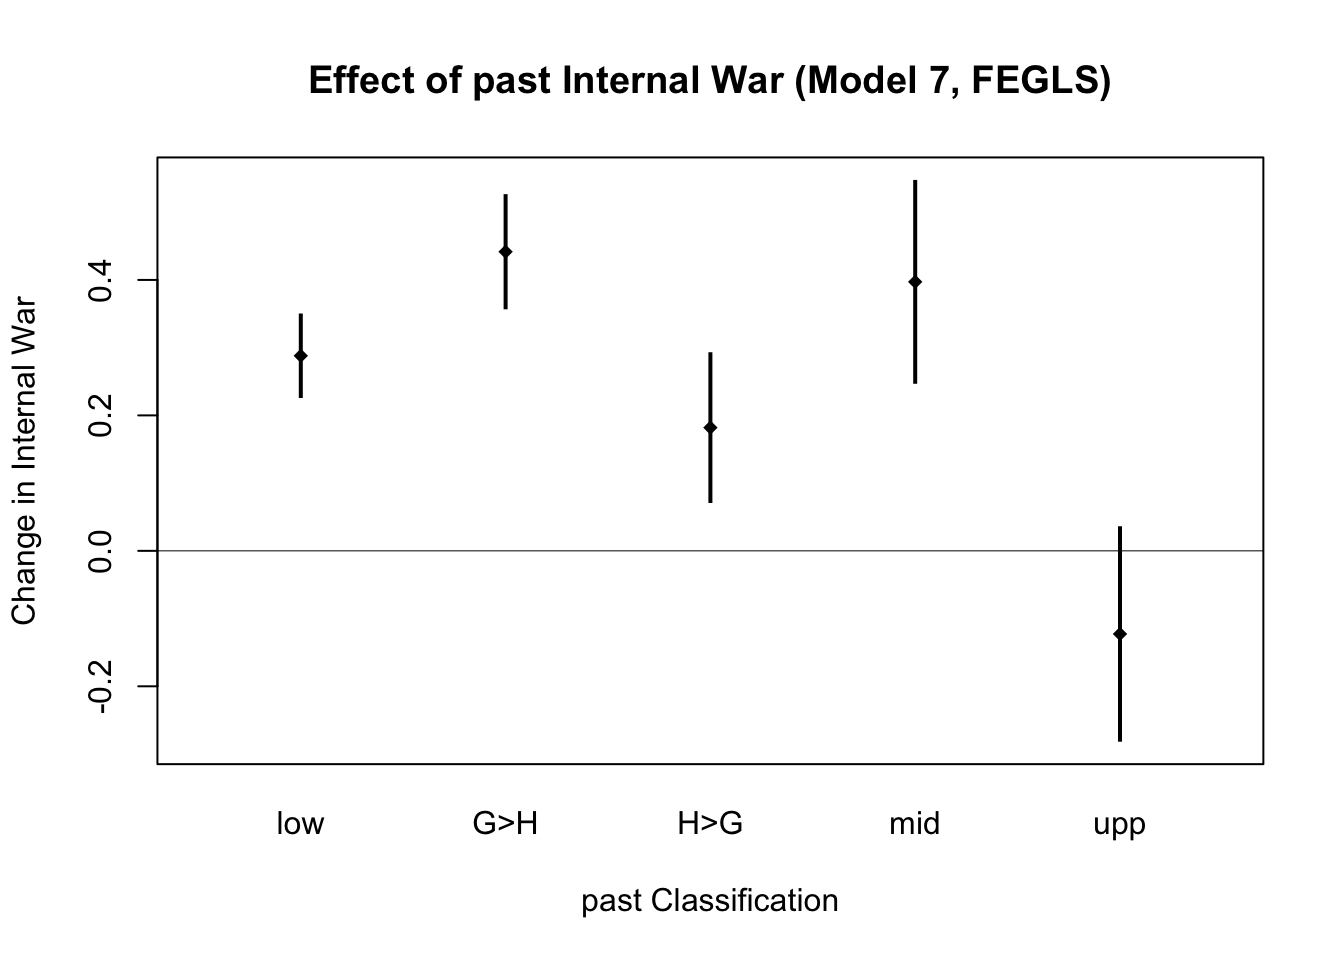 Effect of past Internal War (Model 7, FEGLS)
Change in Internal War
0.4
0.2
0.0
-0.2
low G>H H>G mid upp
past Classification